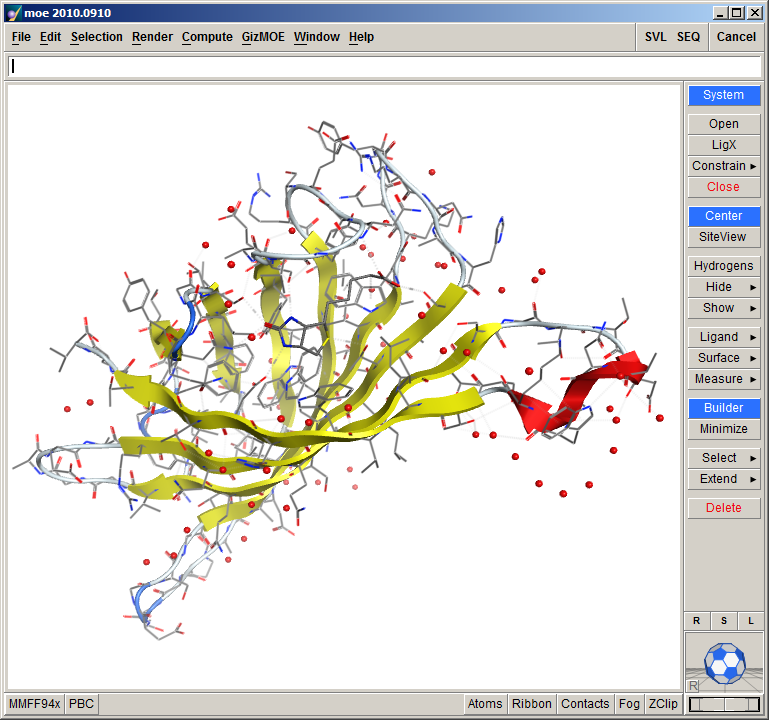 moe 2010.0910
File Edit Selection Render Compute GizMOE Window Help SVL SEQ Cancel
System
Open
LigX
Constrain
Close
Center
SiteView
Hydrogens
Hide
Show
Ligand
Surface
Measure
Builder
Minimize
Select
Extend
Delete
R S L
R
MMFF94x PBC Atoms Ribbon Contacts Fog ZClip